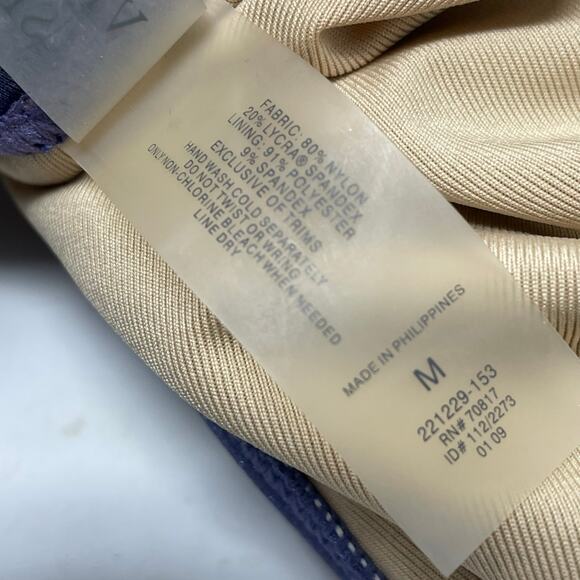 FABRIC: 80% NYLON
20% LYCRA® SPANDEX
LINING: 91% POLYESTER
9% SPANDEX
EXCLUSIVE OF TRIMS
HAND WASH COLD SEPARATELY
DO NOT TWIST OR WRING
ONLY NON-CHLORINE BLEACH WHEN NEEDED
LINE DRY
MADE IN PHILIPPINES
M
221229-153
RN# 70817
ID# 112/2273
01 09